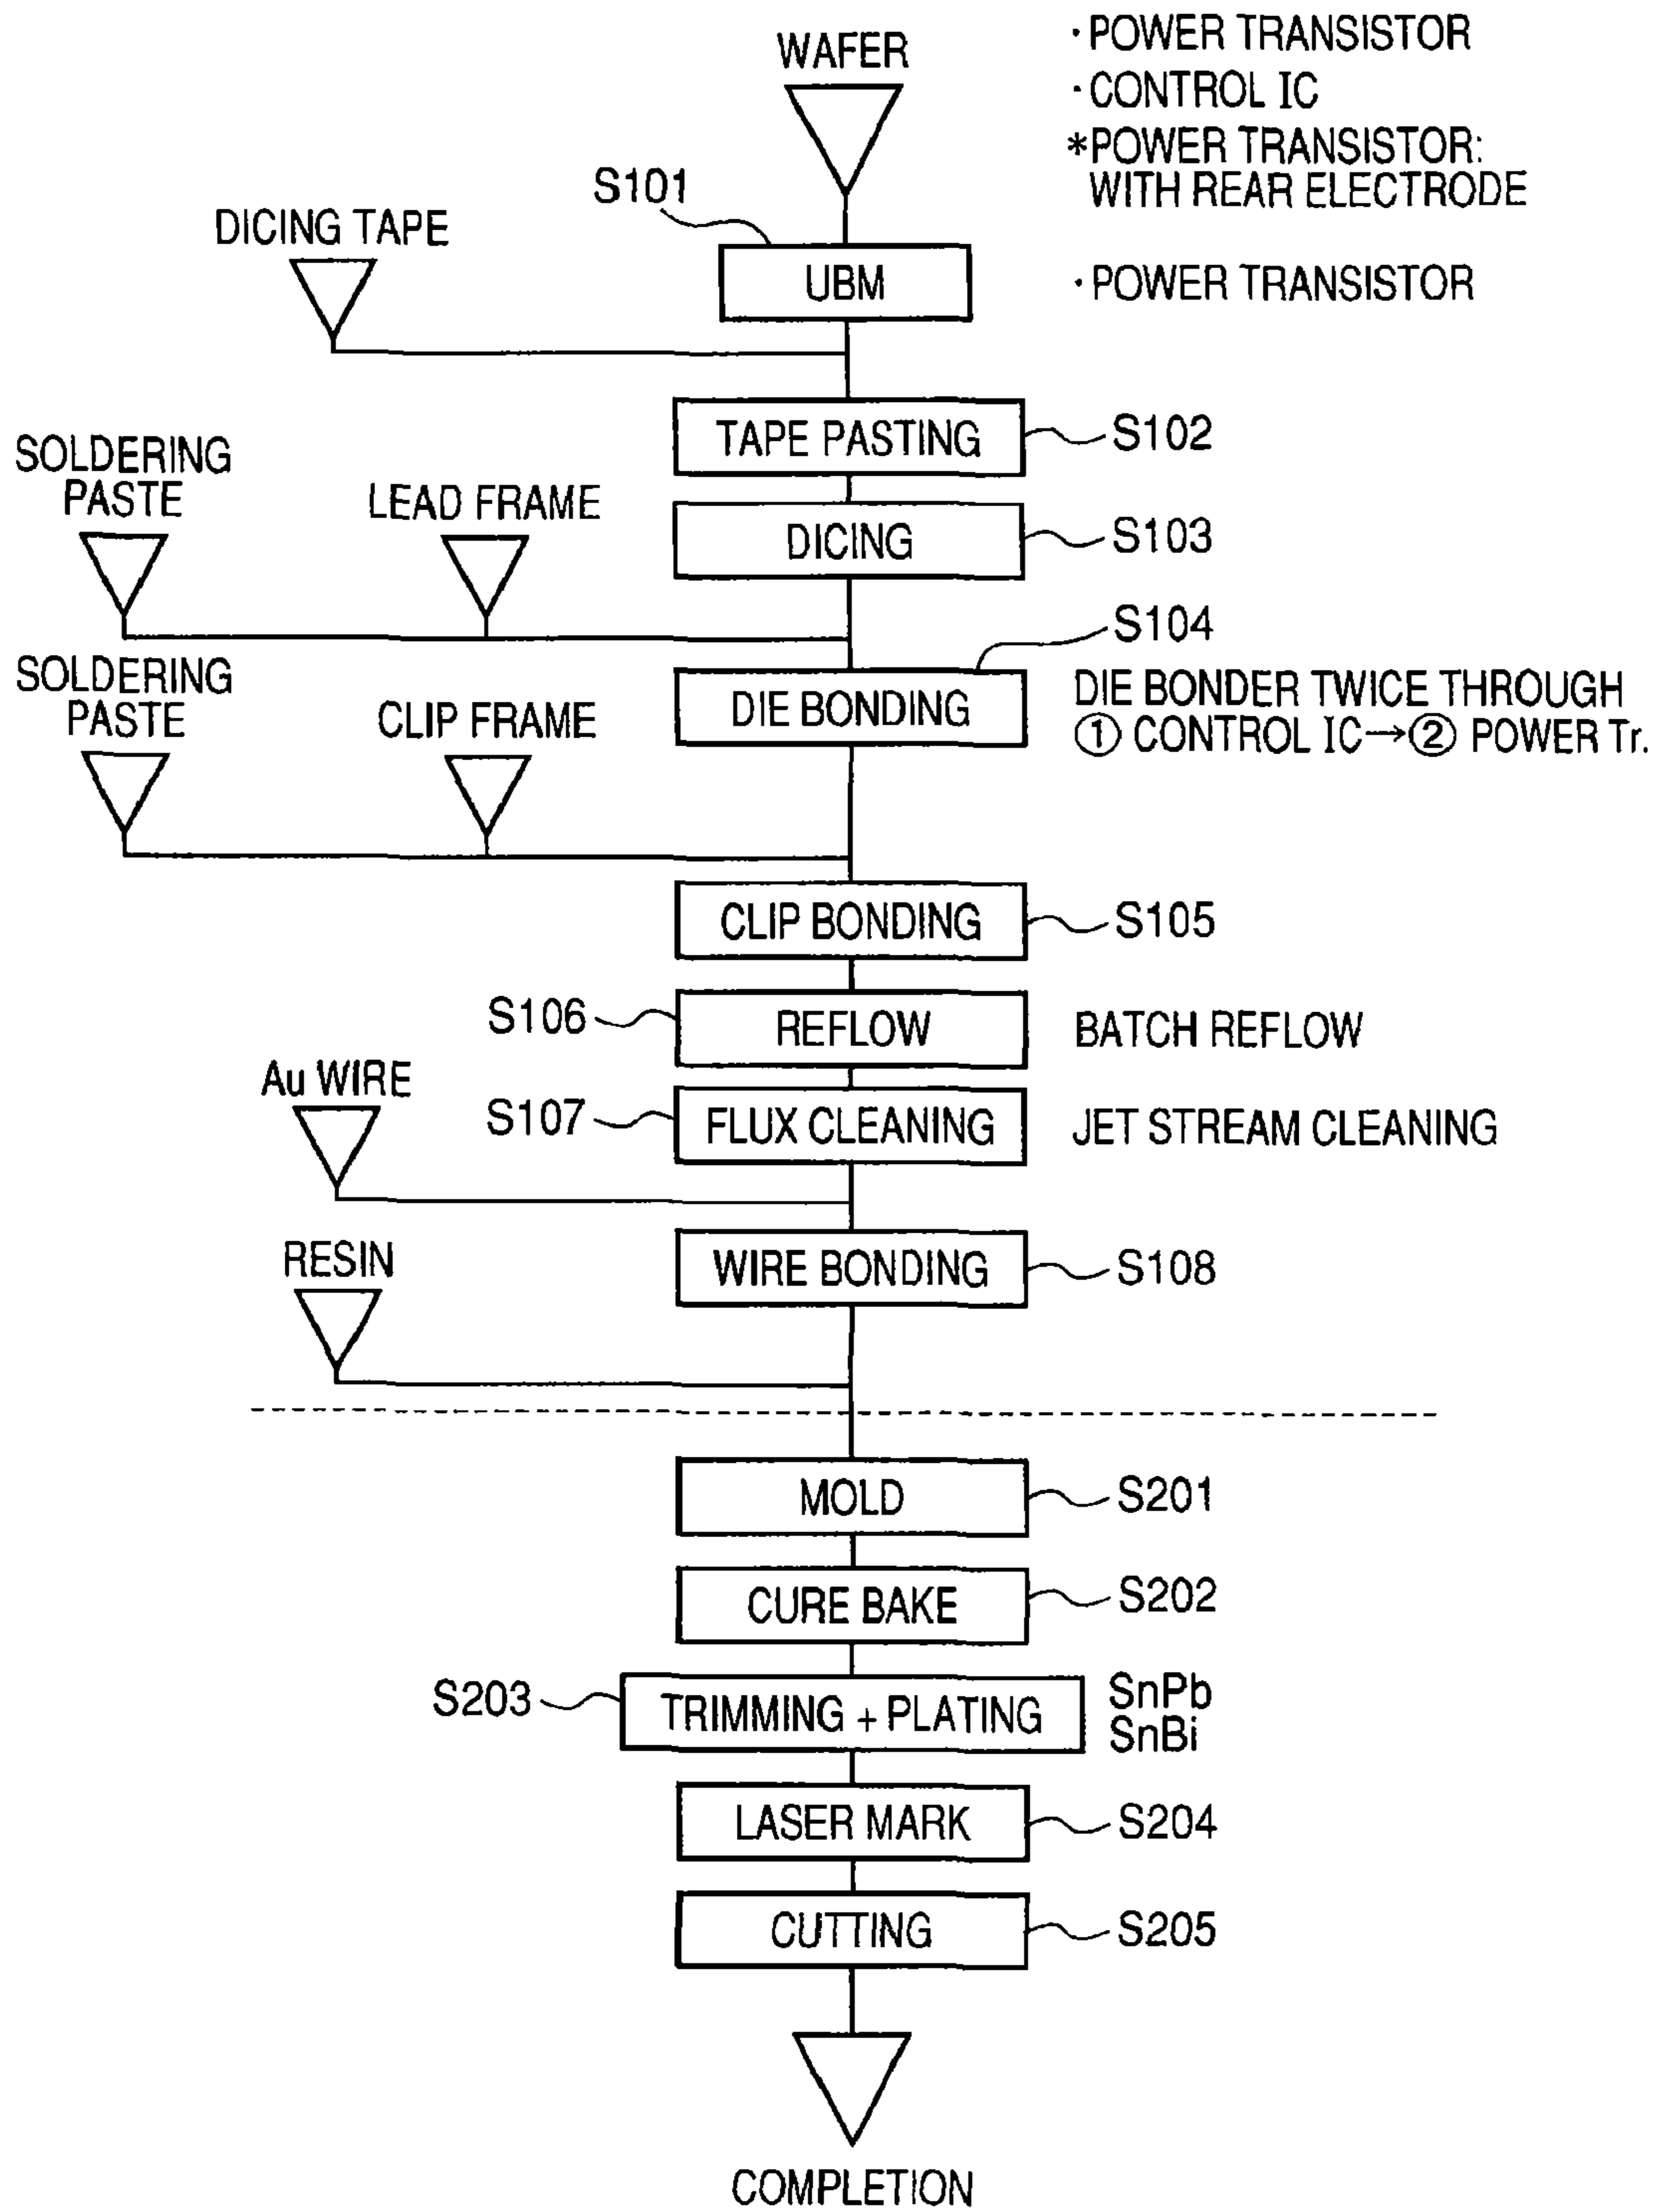 WAFER
· POWER TRANSISTOR
· CONTROL IC
*POWER TRANSISTOR:
WITH REAR ELECTRODE
S101
DICING TAPE
UBM
· POWER TRANSISTOR
TAPE PASTING
S102
SOLDERING
PASTE
LEAD FRAME
DICING
S103
S104
SOLDERING
PASTE
CLIP FRAME
DIE BONDING
DIE BONDER TWICE THROUGH
① CONTROL IC→② POWER Tr.
CLIP BONDING
S105
S106
REFLOW
BATCH REFLOW
Au WIRE
S107
FLUX CLEANING
JET STREAM CLEANING
RESIN
WIRE BONDING
S108
MOLD
S201
CURE BAKE
S202
S203
TRIMMING + PLATING
SnPb
SnBi
LASER MARK
S204
CUTTING
S205
COMPLETION